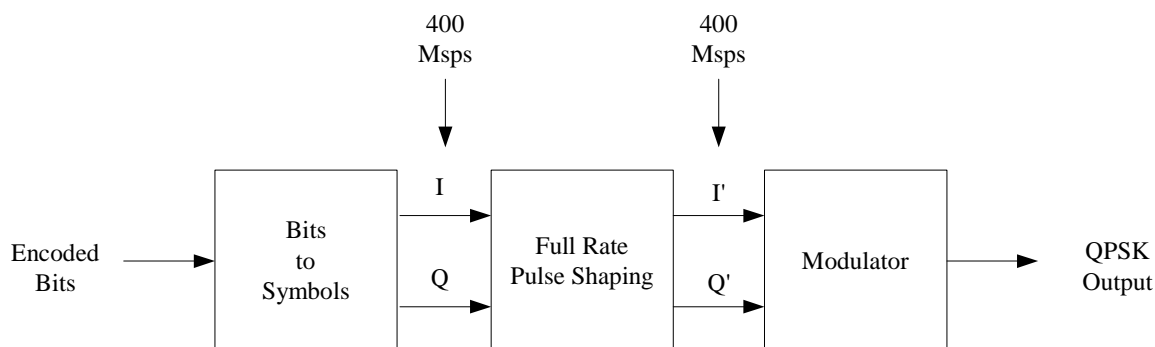 400
Msps
400
Msps
I
I'
Encoded
Bits
Bits
to
Symbols
Q
Full Rate
Pulse Shaping
Q'
Modulator
QPSK
Output